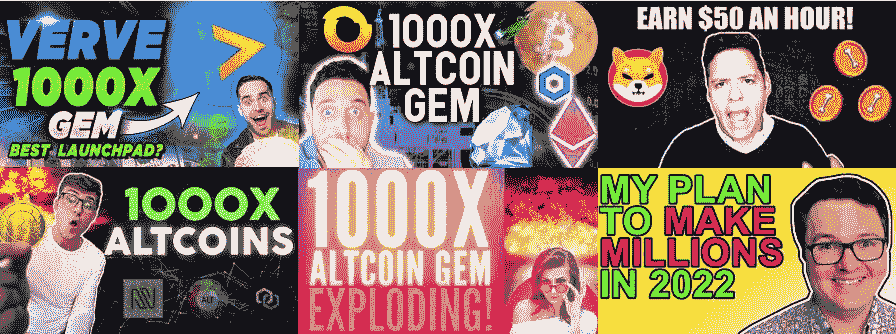 VERVE
1000X
GEM
BEST LAUNCHPAD?
1000X
ALTCOIN
GEM
EARN $50 AN HOUR!
1000X
ALTCOINS
1000X
ALTCOIN GEM
EXPLODING!
MY PLAN
TO MAKE
MILLIONS
IN 2022